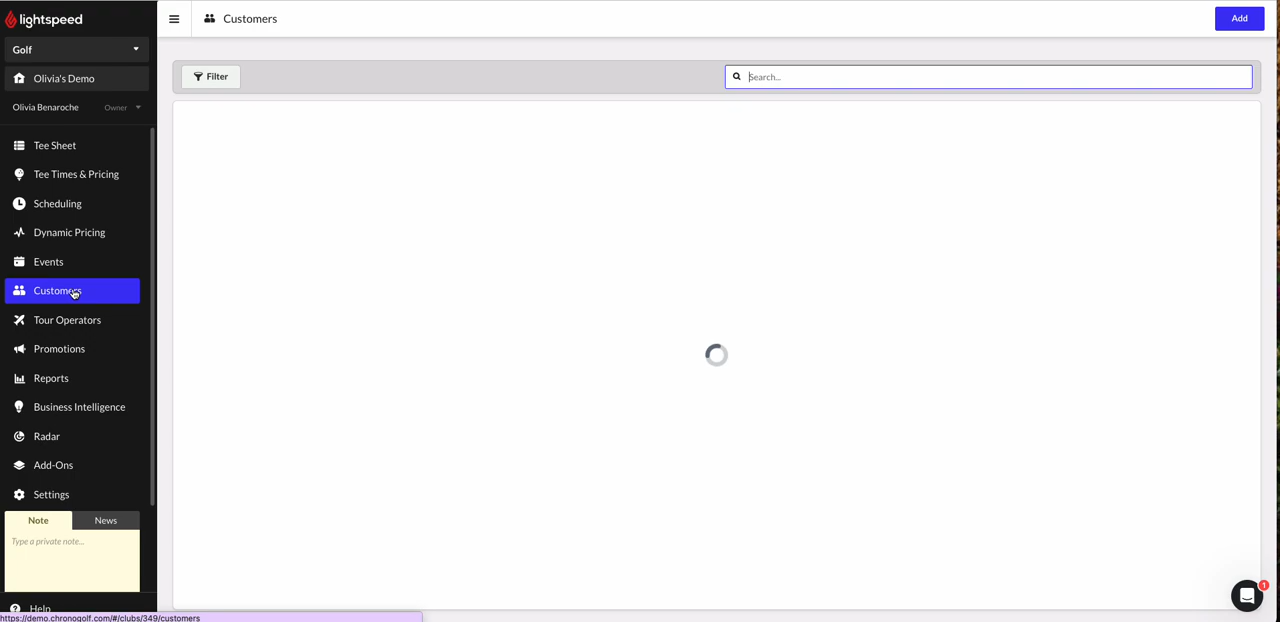 lightspeed
Customers
Add
Golf
Olivia's Demo
Olivia Benaroche Owner
Filter
Search...
Tee Sheet
Tee Times & Pricing
Scheduling
Dynamic Pricing
Events
Customers
Tour Operators
Promotions
Reports
Business Intelligence
Radar
Add-Ons
Settings
Note News
Type a private note...
Help
1
https://demo.chronogolf.com/#/clubs/349/customers